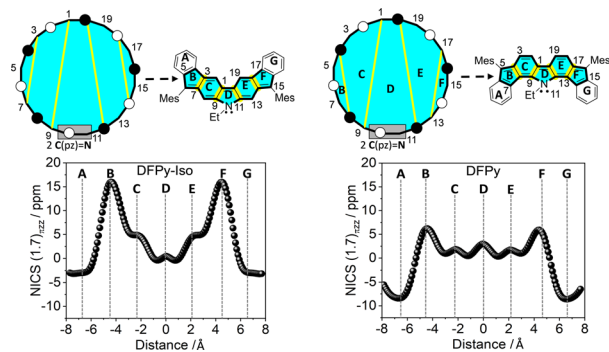 1
19
3
17
5
15
7
13
9
11
2 C(pz)=N
A
5
B
3
C
1
19
D
E
17
F
G
Mes
7
9
N
11
13
15
Mes
Et
1
19
3
17
5
B
C
D
E
F
15
7
13
9
11
2 C(pz)=N
Mes
5
3
C
1
19
E
17
Mes
B
D
F
15
A
7
9
N
11
13
G
Et
DFPy-Iso
A B C D E F G
NICS (1.7)πzz / ppm
20
15
10
5
0
-5
-10
-8 -6 -4 -2 0 2 4 6 8
Distance /Å
DFPy
A B C D E F G
NICS (1.7)πzz / ppm
20
15
10
5
0
-5
-10
-8 -6 -4 -2 0 2 4 6 8
Distance /Å